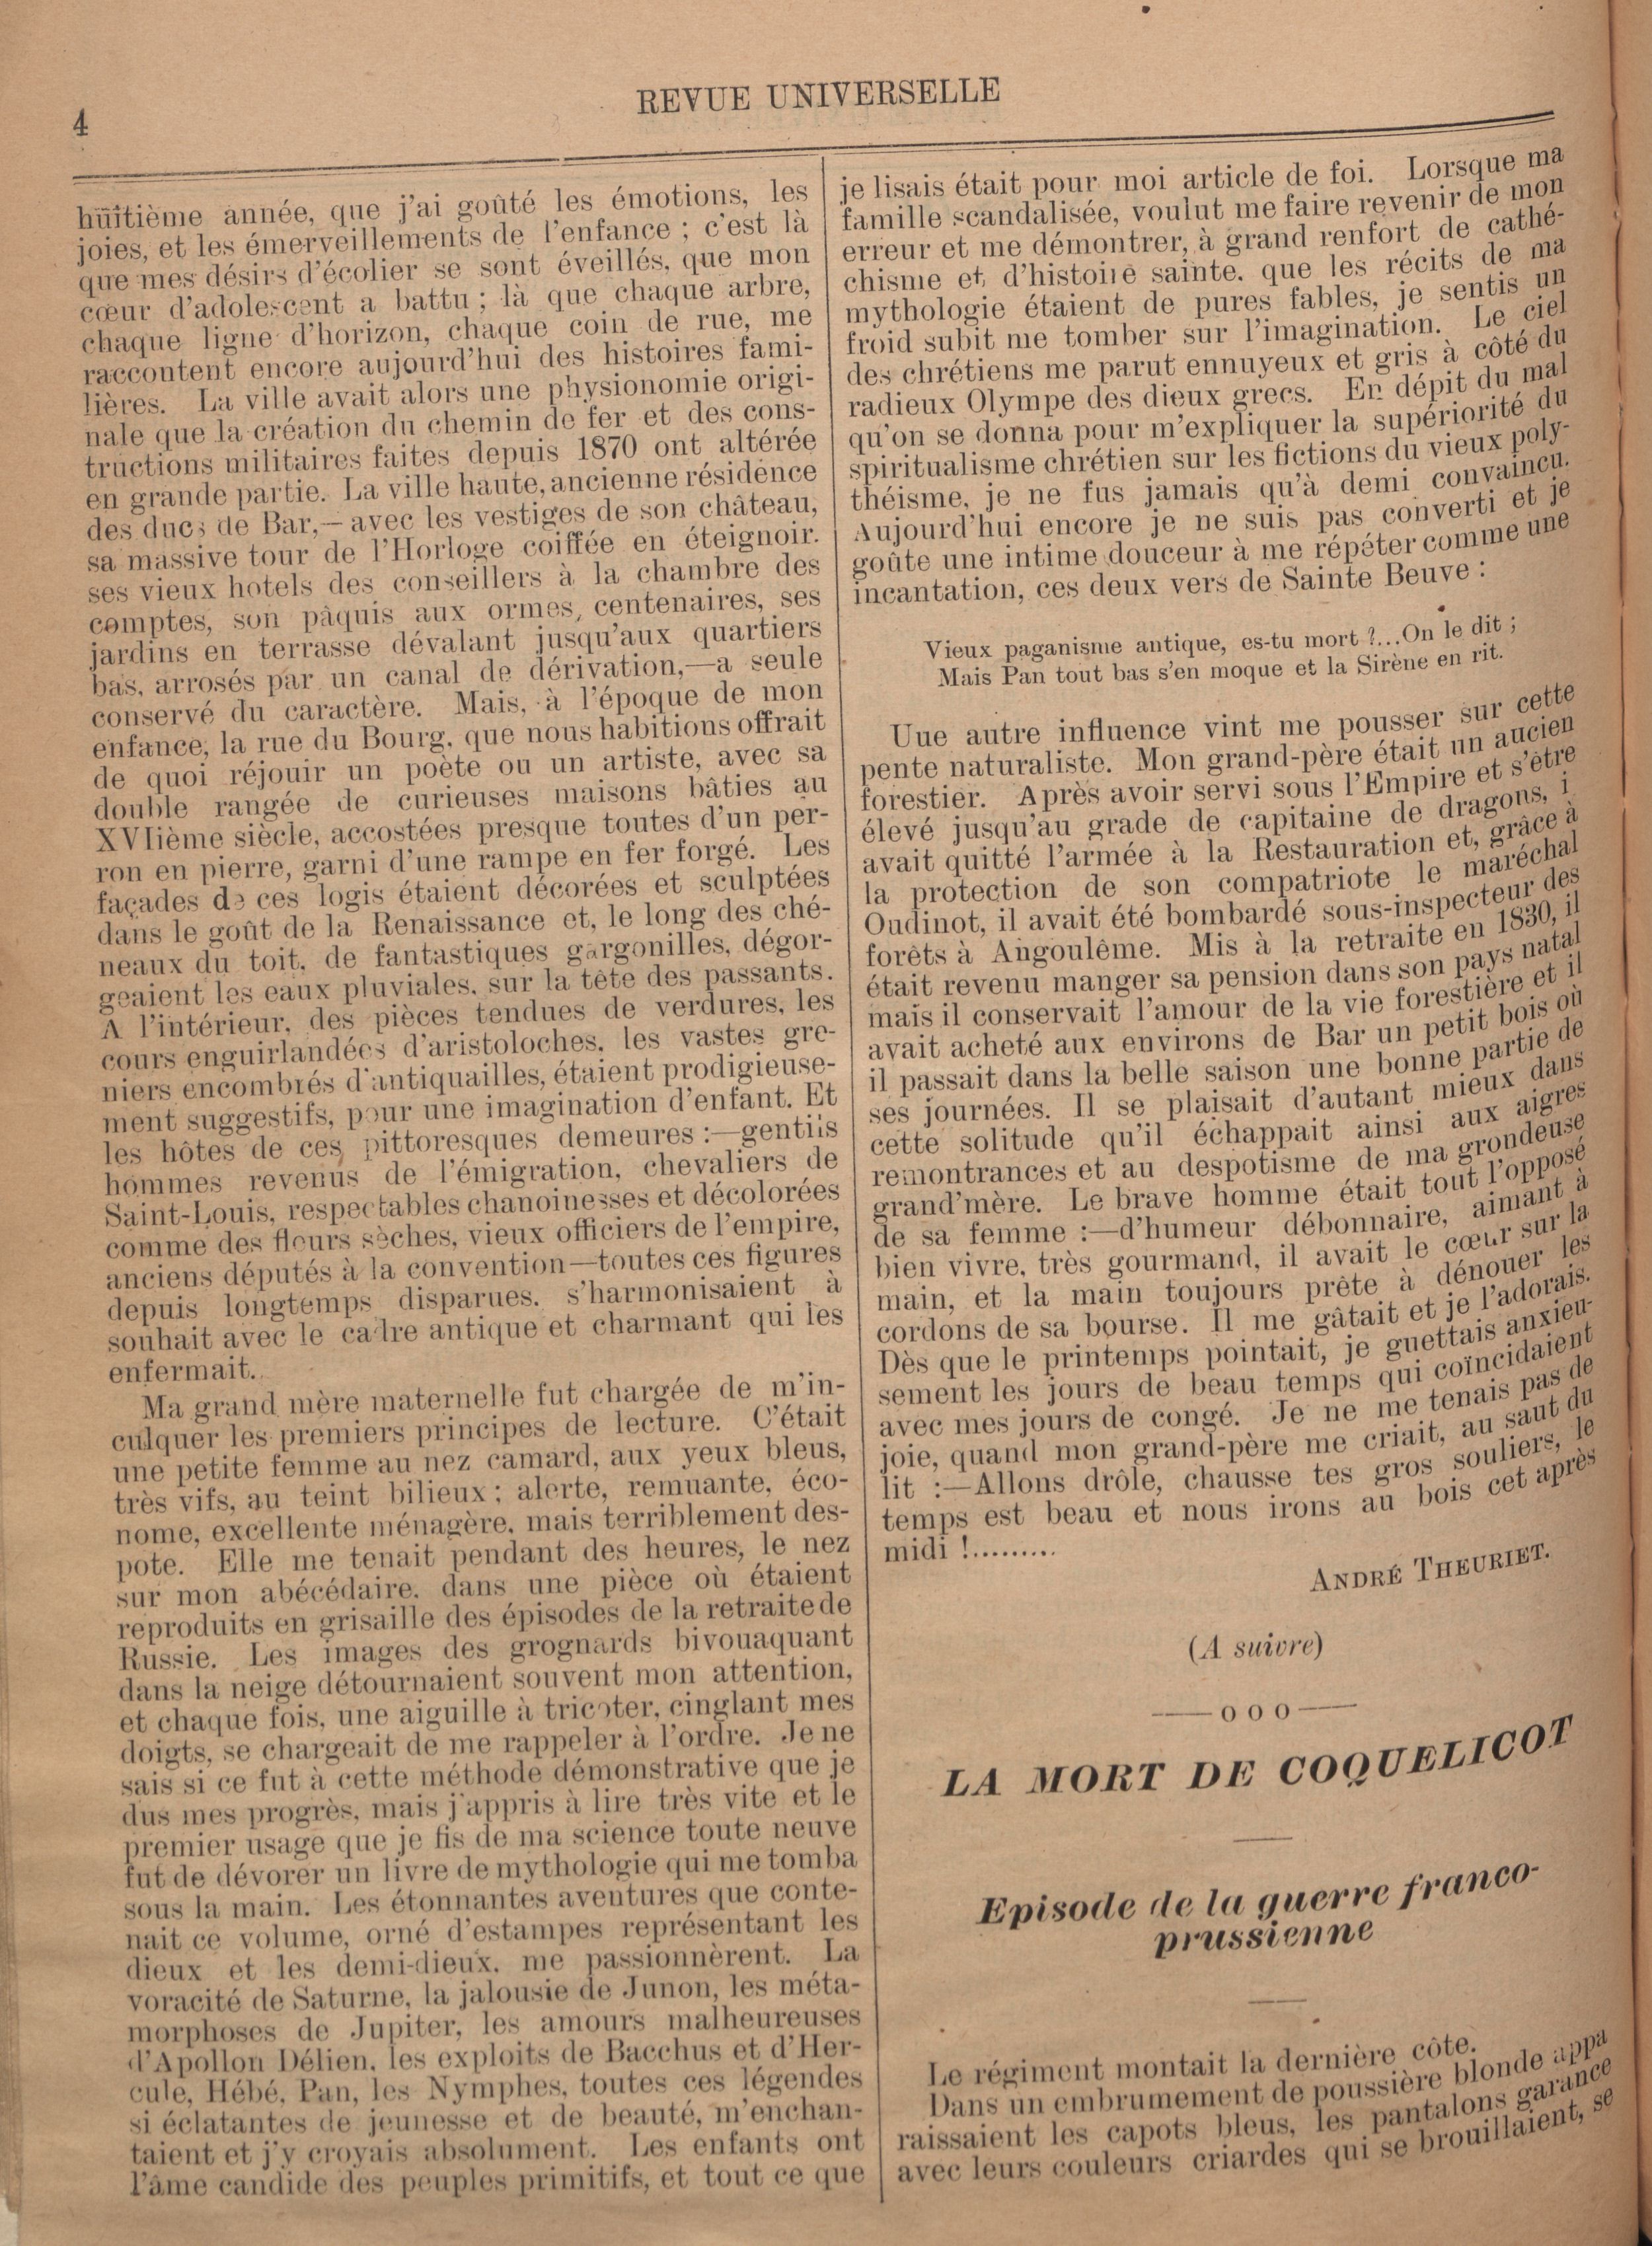 4
REVUE UNIVERSELLE
huitième année, que j'ai goûté les émotions, les
joies, et les émerveillements de l'enfance ; c'est là
que mes désirs d'écolier se sont éveillés, que mon
cœur d'adolescent a battu ; là que chaque arbre,
chaque ligne d'horizon, chaque coin de rue, me
raccontent encore aujourd'hui des histoires fami-
lières. La ville avait alors une physionomie origi-
nale que la création du chemin de fer et des cons-
tructions militaires faites depuis 1870 ont altérée
en grande partie. La ville haute, ancienne résidence
des ducs de Bar,—avec les vestiges de son château,
sa massive tour de l'Horloge coiffée en éteignoir.
ses vieux hotels des conseillers à la chambre des
comptes, son pâquis aux ormes, centenaires, ses
jardins en terrasse dévalant jusqu'aux quartiers
bas, arrosés par un canal de dérivation,—a seule
conservé du caractère. Mais, à l'époque de mon
enfance, la rue du Bourg, que nous habitions offrait
de quoi réjouir un poète ou un artiste, avec sa
double rangée de curieuses maisons bâties au
XVIième siècle, accostées presque toutes d'un per-
ron en pierre, garni d'une rampe en fer forgé. Les
façades de ces logis étaient décorées et sculptées
dans le goût de la Renaissance et, le long des ché-
neaux du toit, de fantastiques gargonilles, dégor-
geaient les eaux pluviales, sur la tête des passants.
A l'intérieur, des pièces tendues de verdures, les
cours enguirlandées d'aristoloches. les vastes gre-
niers encombrés d'antiquailles, étaient prodigieuse-
ment suggestifs, pour une imagination d'enfant. Et
les hôtes de ces pittoresques demeures :—gentiis
hommes revenus de l'émigration, chevaliers de
Saint-Louis, respectables chanoinesses et décolorées
comme des fleurs sèches, vieux officiers de l'empire,
anciens députés à la convention—toutes ces figures
depuis longtemps disparues. s'harmonisaient à
souhait avec le cadre antique et charmant qui les
enfermait.
Ma grand mère maternelle fut chargée de m'in-
culquer les premiers principes de lecture. C'était
une petite femme au nez camard, aux yeux bleus,
très vifs, au teint bilieux ; alerte, remuante, éco-
nome, excellente ménagère, mais terriblement des-
pote. Elle me tenait pendant des heures, le nez
sur mon abécédaire. dans une pièce où étaient
reproduits en grisaille des épisodes de la retraite de
Russie. Les images des grognards bivouaquant
dans la neige détournaient souvent mon attention,
et chaque fois, une aiguille à tricoter, cinglant mes
doigts, se chargeait de me rappeler à l'ordre. Je ne
sais si ce fut à cette méthode démonstrative que je
dus mes progrès, mais j'appris à lire très vite et le
premier usage que je fis de ma science toute neuve
fut de dévorer un livre de mythologie qui me tomba
sous la main. Les étonnantes aventures que conte-
nait ce volume, orné d'estampes représentant les
dieux et les demi-dieux. me passionnèrent. La
voracité de Saturne, la jalousie de Junon, les méta-
morphoses de Jupiter, les amours malheureuses
d'Apollon Délien, les exploits de Bacchus et d'Her-
cule, Hébé, Pan, les Nymphes, toutes ces légendes
si éclatantes de jeunesse et de beauté, m'enchan-
taient et j'y croyais absolument. Les enfants ont
l'âme candide des peuples primitifs, et tout ce que
je lisais était pour moi article de foi. Lorsque ma
famille scandalisée, voulut me faire revenir de mon
erreur et me démontrer, à grand renfort de cathé-
chisme et, d'histoire sainte. que les récits de ma
mythologie étaient de pures fables, je sentis un
froid subit me tomber sur l'imagination. Le ciel
des chrétiens me parut ennuyeux et gris à côté du
radieux Olympe des dieux grecs. En dépit du mal
qu'on se donna pour m'expliquer la supériorité du
spiritualisme chrétien sur les fictions du vieux poly-
théisme, je ne fus jamais qu'à demi convaincu.
Aujourd'hui encore je ne suis pas converti et je
goûte une intime douceur à me répéter comme une
incantation, ces deux vers de Sainte Beuve :
Vieux paganisme antique, es-tu mort ?...On le dit ;
Mais Pan tout bas s'en moque et la Sirène en rit.
Uue autre influence vint me pousser sur cette
pente naturaliste. Mon grand-père était un aucien
forestier. Après avoir servi sous l'Empire et s'être
élevé jusqu'au grade de capitaine de dragons, i
avait quitté l'armée à la Restauration et, grâce à
la protection de son compatriote le maréchal
Oudinot, il avait été bombardé sous-inspecteur des
forêts à Angoulême. Mis à la retraite en 1830, il
était revenu manger sa pension dans son pays natal
mais il conservait l'amour de la vie forestière et il
avait acheté aux environs de Bar un petit bois où
il passait dans la belle saison une bonne partie de
ses journées. Il se plaisait d'autant mieux dans
cette solitude qu'il échappait ainsi aux aigres
remontrances et au despotisme de ma grondeuse
grand'mère. Le brave homme était tout l'opposé
de sa femme :—d'humeur débonnaire, aimant à
bien vivre, très gourmand, il avait le cœur sur la
main, et la main toujours prête à dénouer les
cordons de sa bourse. Il me gâtait et je l'adorais.
Dès que le printemps pointait, je guettais anxieu-
sement les jours de beau temps qui coïncidaient
avec mes jours de congé. Je ne me tenais pas de
joie, quand mon grand-père me criait, au saut du
lit :—Allons drôle, chausse tes gros souliers, le
temps est beau et nous irons au bois cet après
midi !.........
ANDRÉ THEURIET.
(A suivre)
—— o o o ——
LA MORT DE COQUELICOT
Episode de la guerre franco-
prussienne
Le régiment montait la dernière côte.
Dans un embrumement de poussière blonde appa
raissaient les capots bleus, les pantalons garance
avec leurs couleurs criardes qui se brouillaient, se